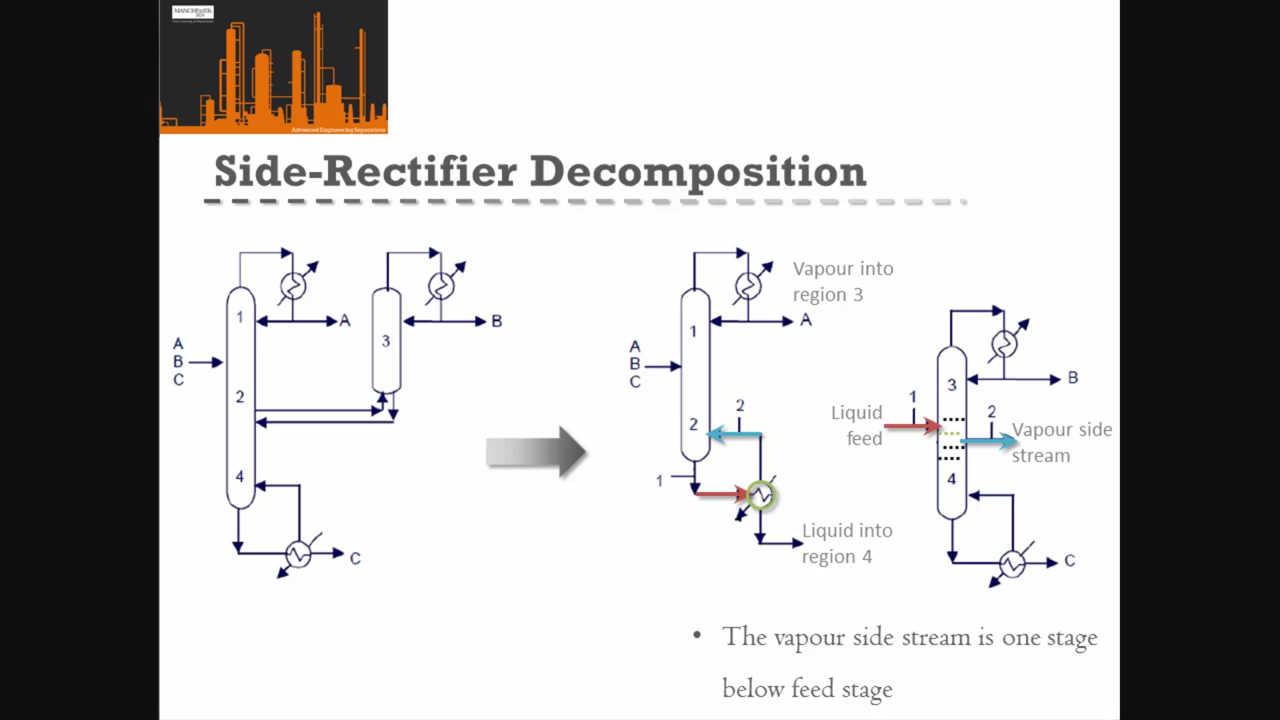 MANCHESTER
1824
The University of Manchester
Advanced Engineering Separations
Side-Rectifier Decomposition
1
A
A
B
C
2
4
C
3
B
1
A
A
B
C
2
2
1
Vapour into
region 3
Liquid into
region 4
Liquid
feed
1
3
4
2
Vapour side
stream
B
C
• The vapour side stream is one stage
below feed stage